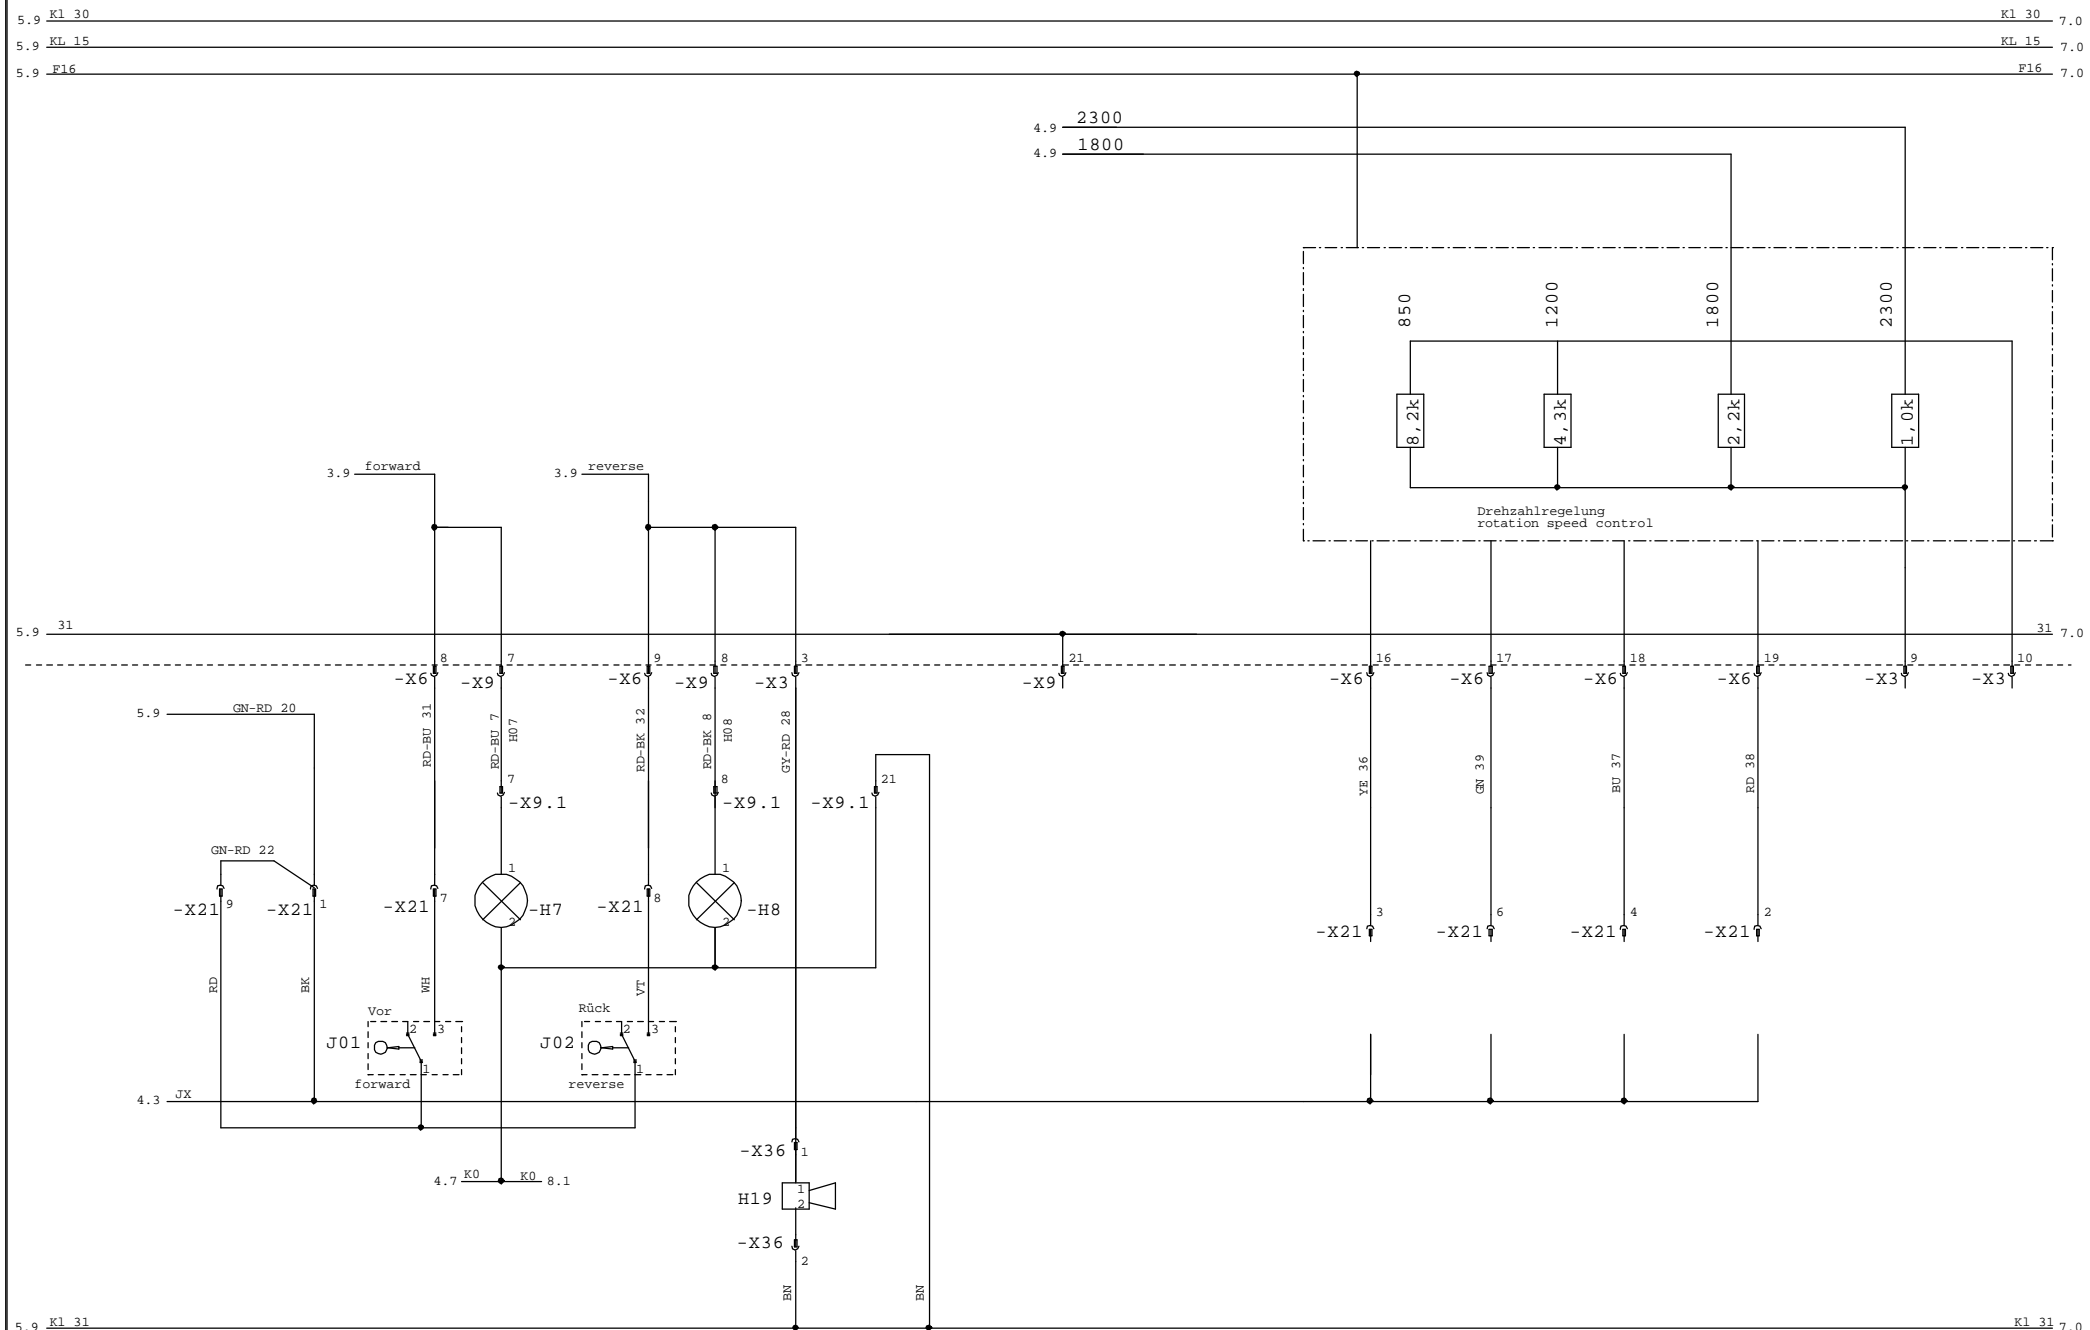 5.9 Kl 30 Kl 30 7.0
5.9 KL 15 KL 15 7.0
5.9 F16 F16 7.0
4.9 2300
4.9 1800
850 1200 1800 2300
8,2k 4,3k 2,2k 1,0k
3.9 forward 3.9 reverse
Drehzahlregelung
rotation speed control
5.9 31 31 7.0
8 7 9 8 3 21 16 17 18 19 9 10
-X6 -X9 -X6 -X9 -X3 -X9 -X6 -X6 -X6 -X6 -X3 -X3
5.9 GN-RD 20
RD-BU 31 RD-BU 7 H07 RD-BK 32 RD-BK 8 H08 GY-RD 28 YE 36 GN 39 BU 37 RD 38
7 8 21
-X9.1 -X9.1 -X9.1
GN-RD 22
1 1
-X21 9 -X21 1 -X21 7 -H7 -X21 8 -H8
2 2
3 6 4 2
-X21 -X21 -X21 -X21
RD BK WH VT
Vor Rück
2 3 2 3
J01 J02
1 1
forward reverse
4.3 JX
-X36 1
4.7 K0 K0 8.1
H19 1
2
-X36
2
BN BN
5.9 Kl 31 Kl 31 7.0